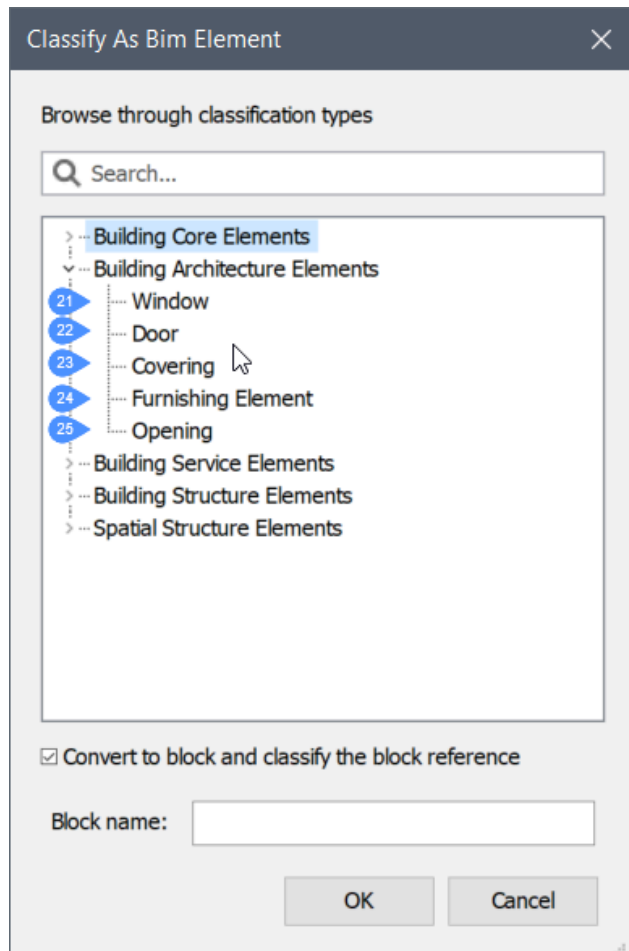 Classify As Bim Element
Browse through classification types
Search...
Building Core Elements
Building Architecture Elements
21 Window
22 Door
23 Covering
24 Furnishing Element
25 Opening
Building Service Elements
Building Structure Elements
Spatial Structure Elements
Convert to block and classify the block reference
Block name:
OK Cancel